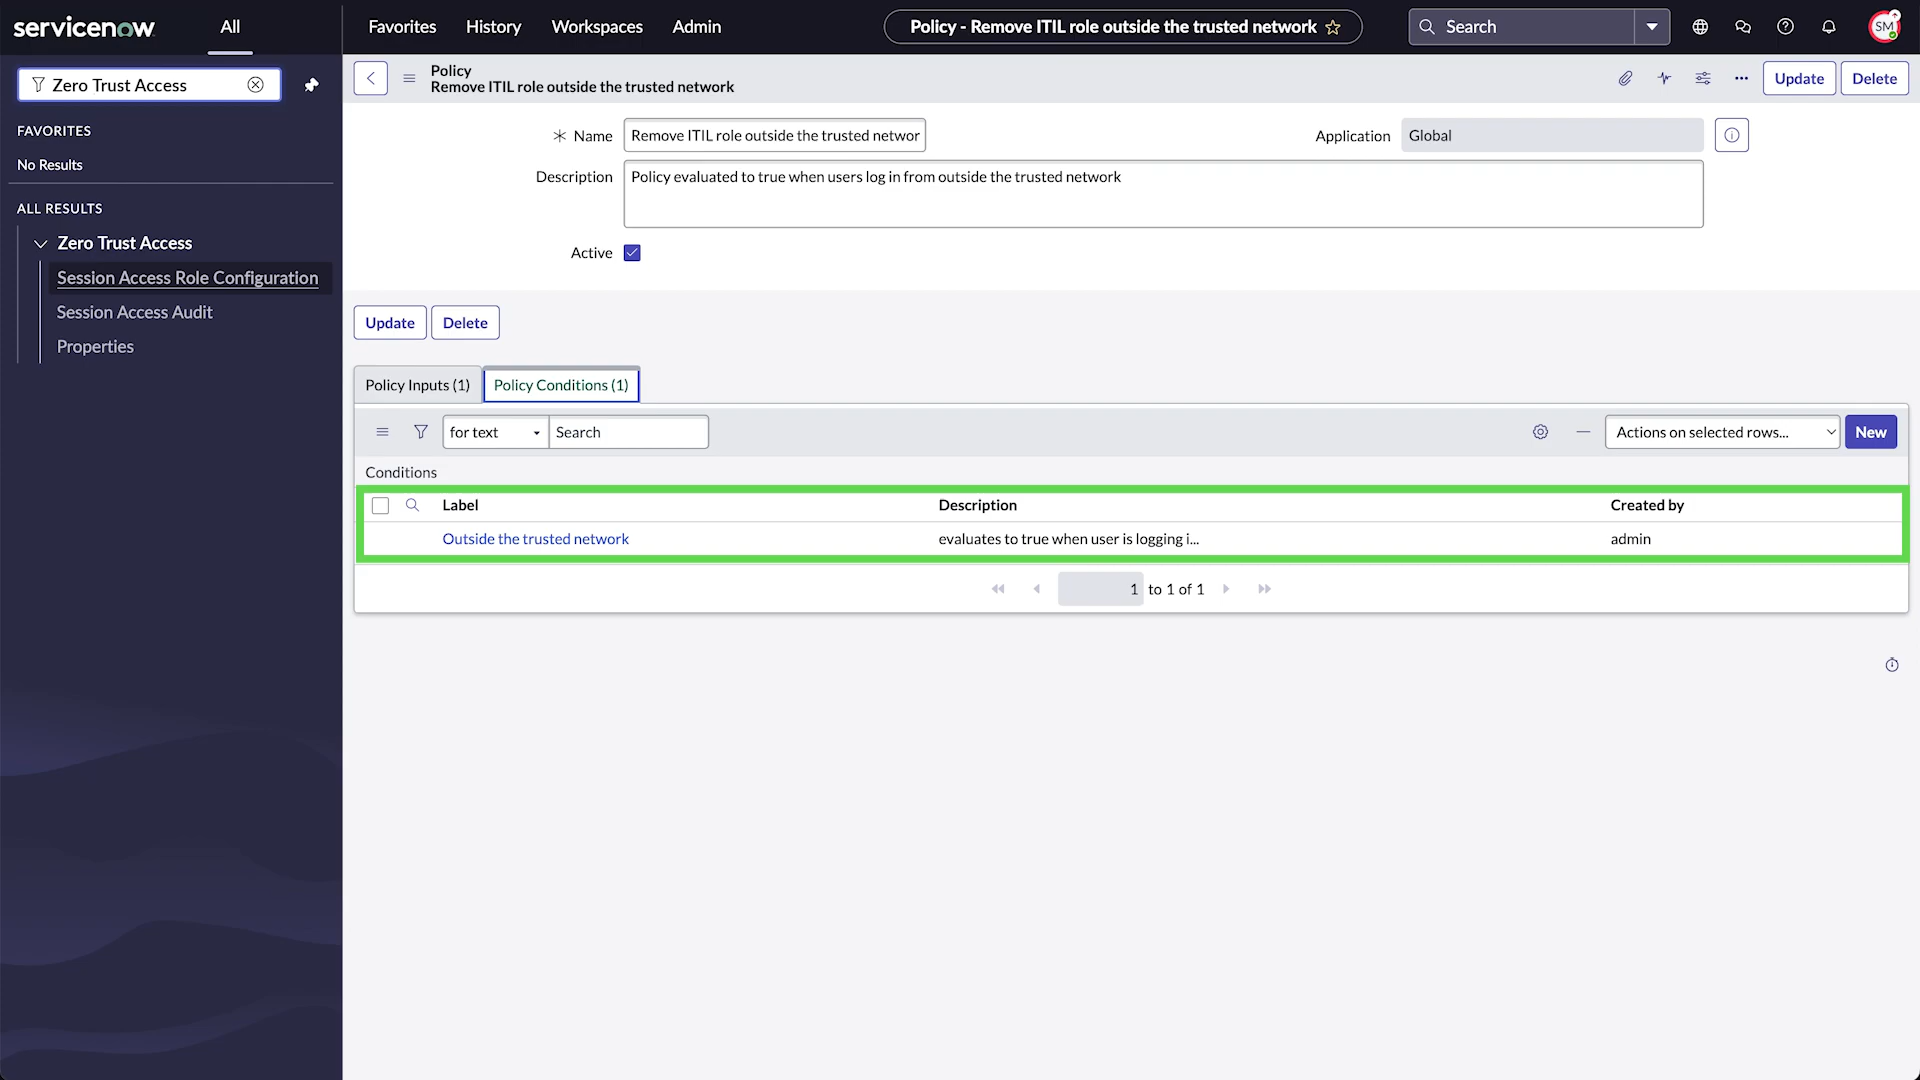 servicenow
All
Favorites
History
Workspaces
Admin
Policy - Remove ITIL role outside the trusted network
Search
SM
Zero Trust Access
FAVORITES
No Results
ALL RESULTS
Zero Trust Access
Session Access Role Configuration
Session Access Audit
Properties
Policy
Remove ITIL role outside the trusted network
Update
Delete
Name
Remove ITIL role outside the trusted networ
Application
Global
Description
Policy evaluated to true when users log in from outside the trusted network
Active
Update
Delete
Policy Inputs (1)
Policy Conditions (1)
for text
Search
Actions on selected rows...
New
Conditions
Label
Description
Created by
Outside the trusted network
evaluates to true when user is logging i...
admin
1 to 1 of 1